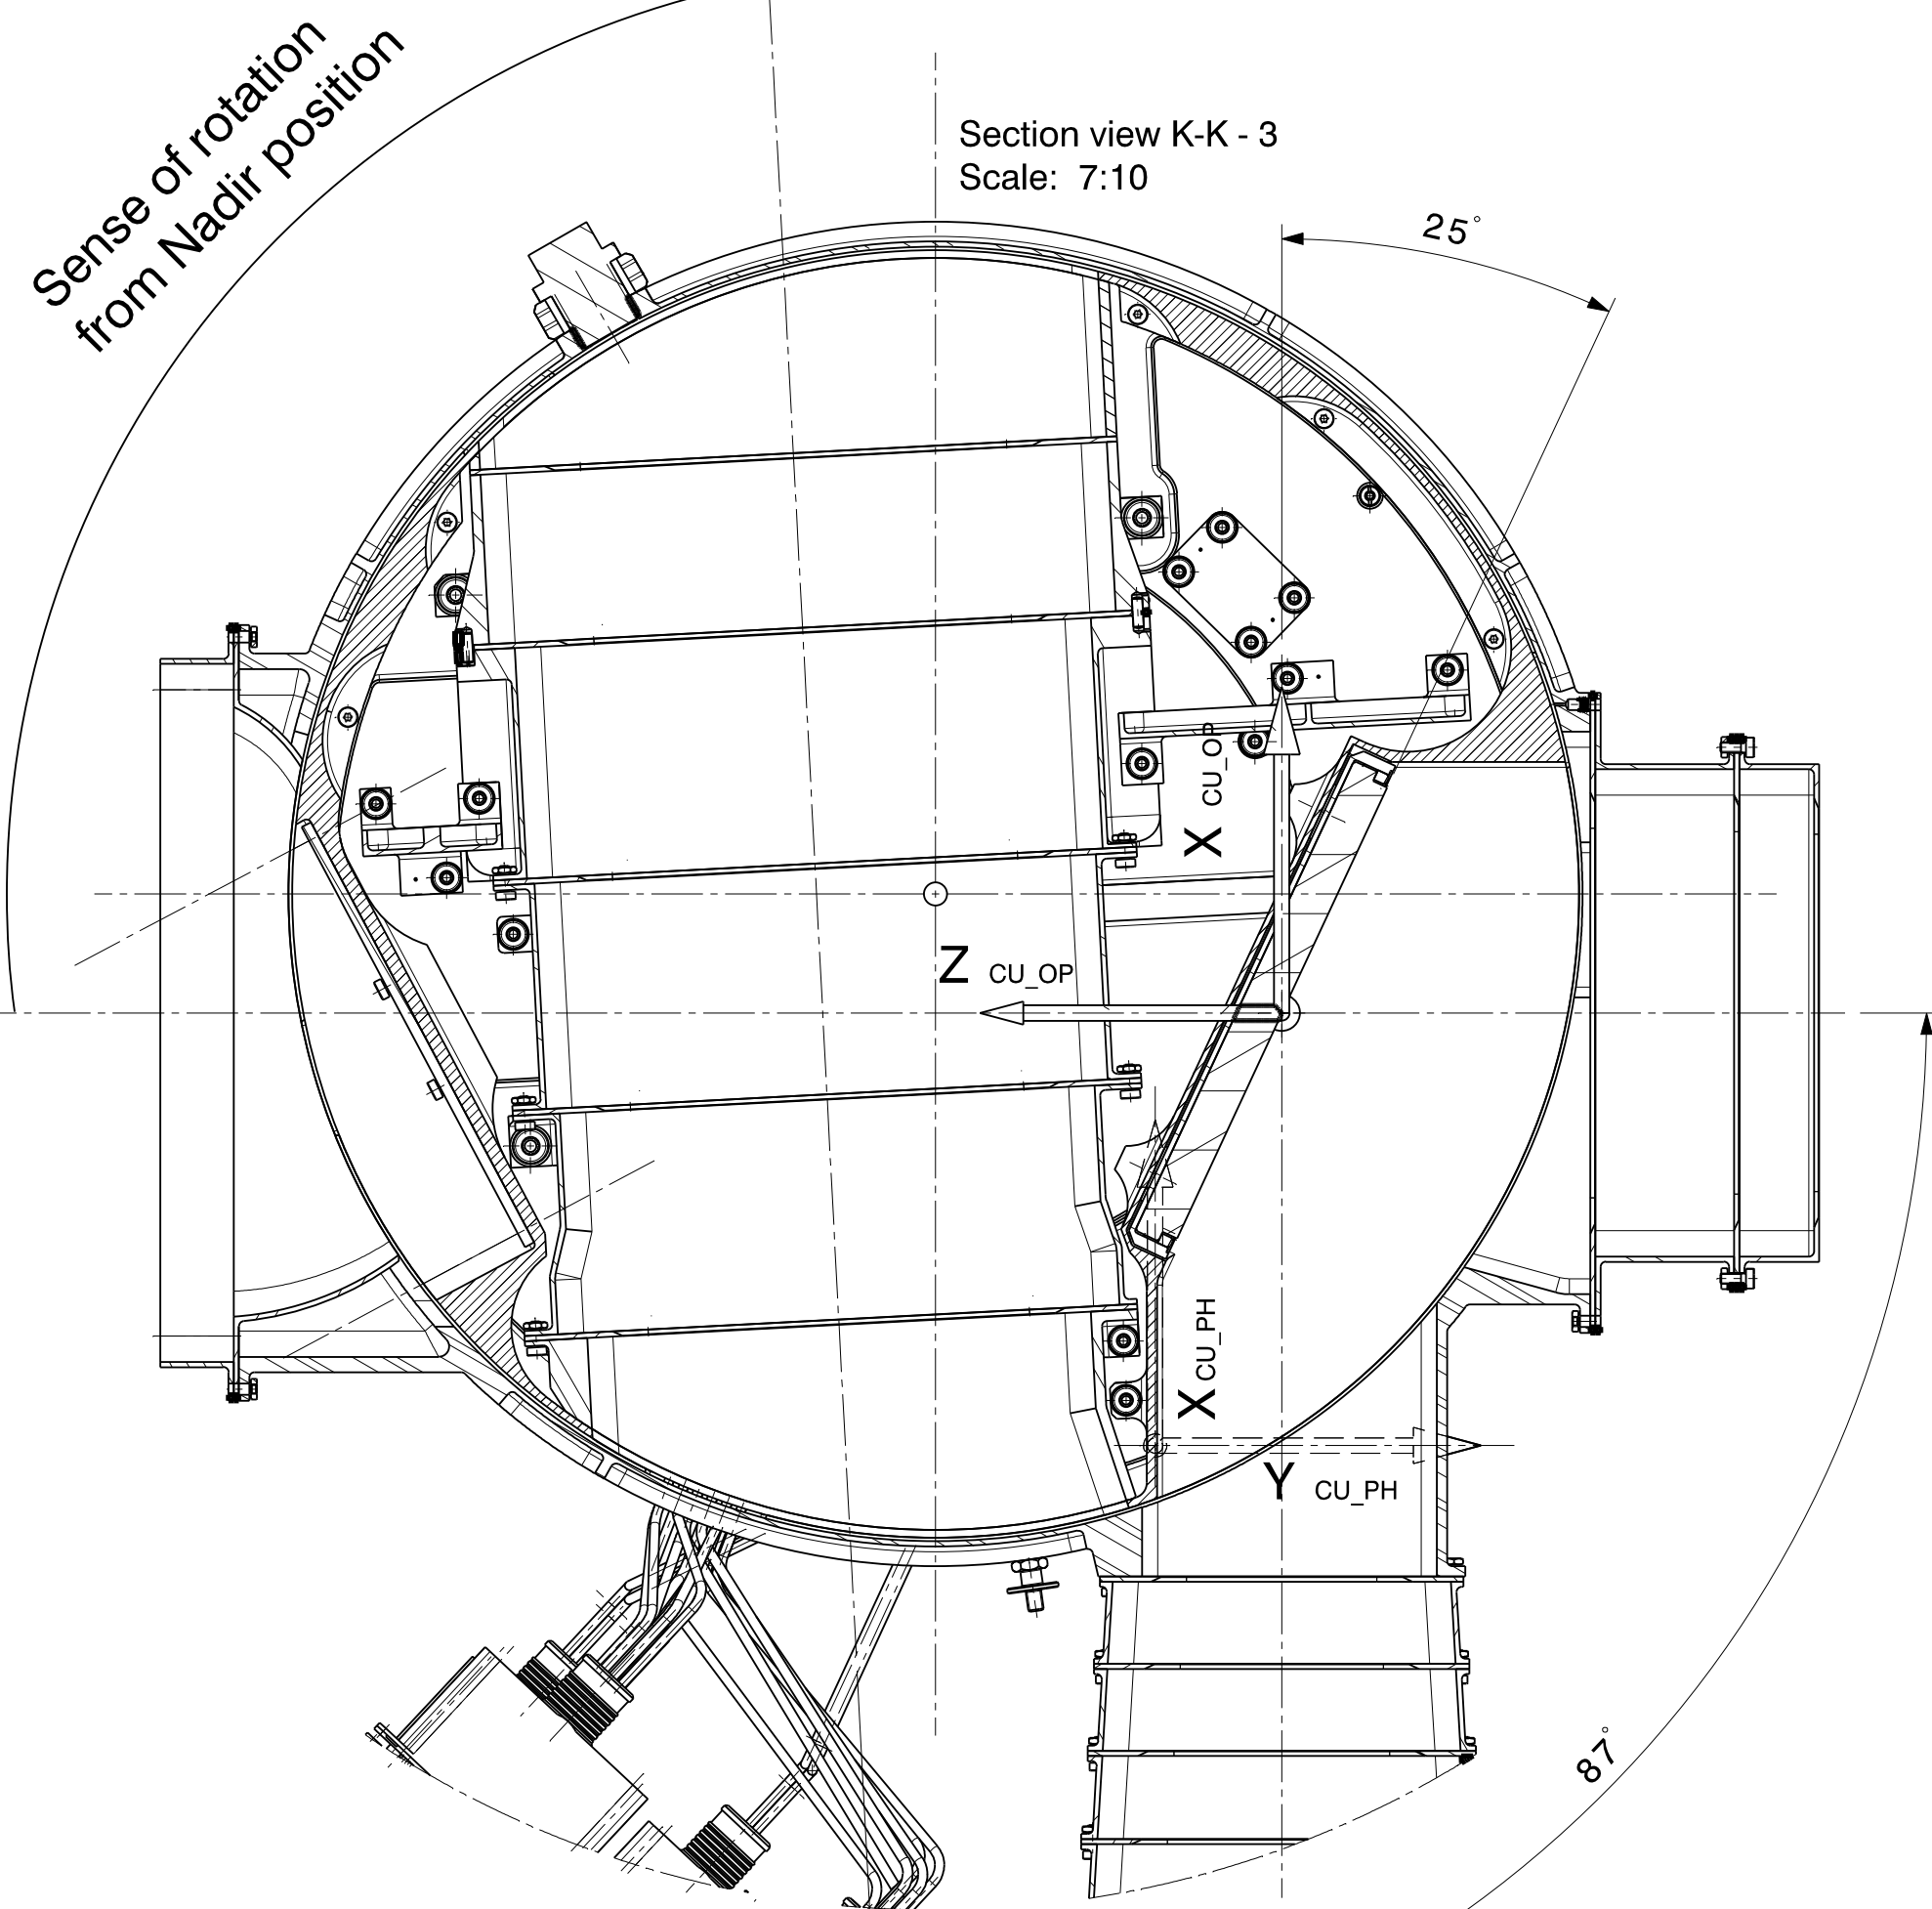 Sense of rotation
from Nadir position
Section view K-K - 3
Scale: 7:10
25°
X CU_OP
Z CU_OP
X CU_PH
Y CU_PH
87°